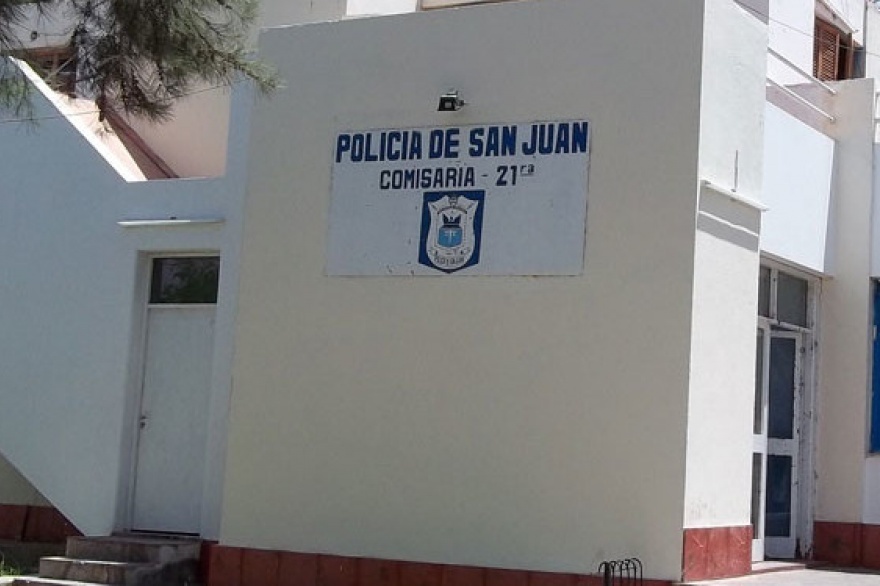 POLICIA DE SAN JUAN
COMISARIA - 21ra